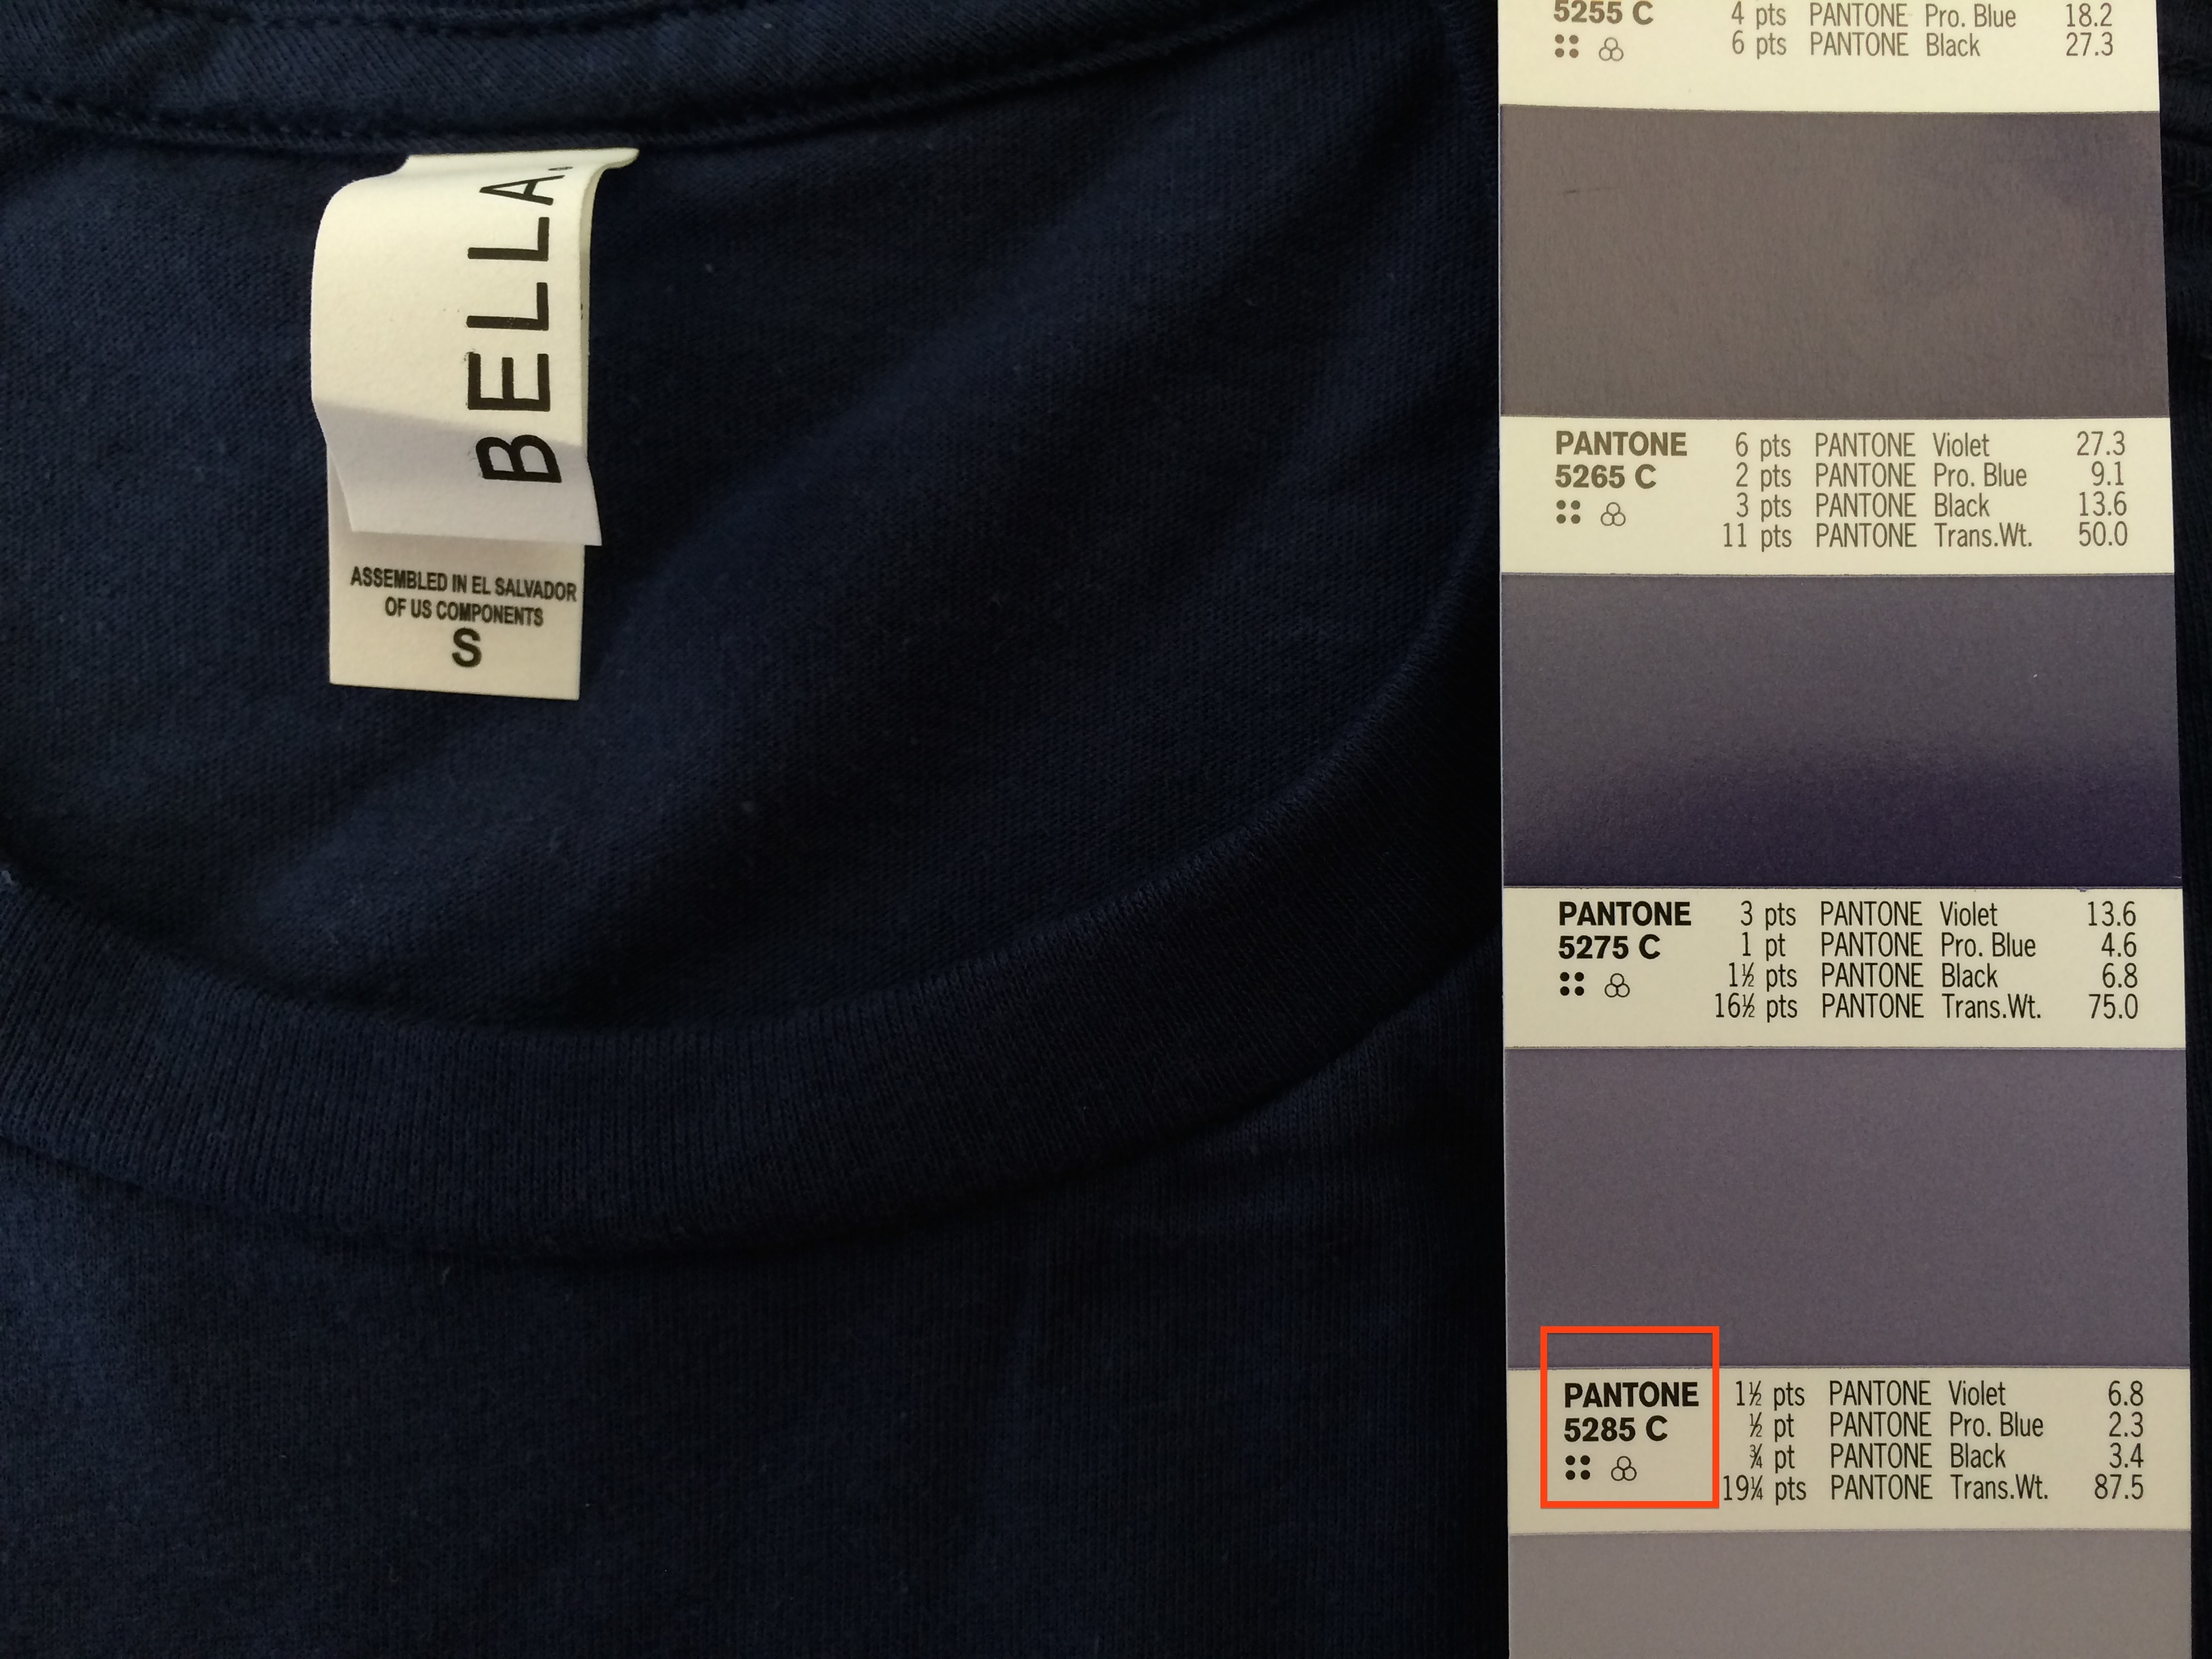 BELLA.
ASSEMBLED IN EL SALVADOR
OF US COMPONENTS
S
5255 C 4 pts PANTONE Pro. Blue 18.2
6 pts PANTONE Black 27.3
PANTONE 6 pts PANTONE Violet 27.3
5265 C 2 pts PANTONE Pro. Blue 9.1
3 pts PANTONE Black 13.6
11 pts PANTONE Trans.Wt. 50.0
PANTONE 3 pts PANTONE Violet 13.6
5275 C 1 pt PANTONE Pro. Blue 4.6
1½ pts PANTONE Black 6.8
16½ pts PANTONE Trans.Wt. 75.0
PANTONE 1½ pts PANTONE Violet 6.8
5285 C ½ pt PANTONE Pro. Blue 2.3
¾ pt PANTONE Black 3.4
19¼ pts PANTONE Trans.Wt. 87.5